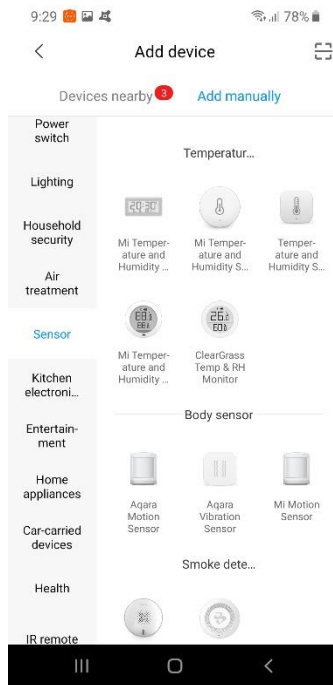 9:29
78%
Add device
Devices nearby 3
Add manually
Power
switch
Lighting
Household
security
Air
treatment
Sensor
Kitchen
electroni...
Entertain-
ment
Home
appliances
Car-carried
devices
Health
IR remote
Temperatur...
Mi Temper-
ature and
Humidity ...
Mi Temper-
ature and
Humidity S...
Temper-
ature and
Humidity S...
Mi Temper-
ature and
Humidity ...
ClearGrass
Temp & RH
Monitor
Body sensor
Aqara
Motion
Sensor
Aqara
Vibration
Sensor
Mi Motion
Sensor
Smoke dete...